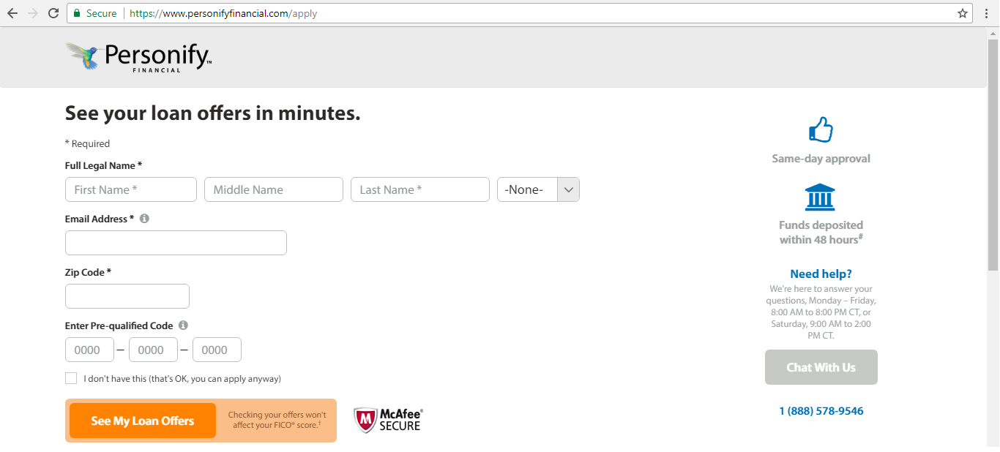 Secure https://www.personifyfinancial.com/apply
Personify™
FINANCIAL
See your loan offers in minutes.
* Required
Full Legal Name *
First Name * Middle Name Last Name * -None-
Email Address *
Zip Code *
Enter Pre-qualified Code
0000 – 0000 – 0000
I don't have this (that's OK, you can apply anyway)
See My Loan Offers
Checking your offers won't
affect your FICO® score.†
McAfee®
SECURE
Same-day approval
Funds deposited
within 48 hours#
Need help?
We're here to answer your
questions, Monday – Friday,
8:00 AM to 8:00 PM CT, or
Saturday, 9:00 AM to 2:00
PM CT.
Chat With Us
1 (888) 578-9546